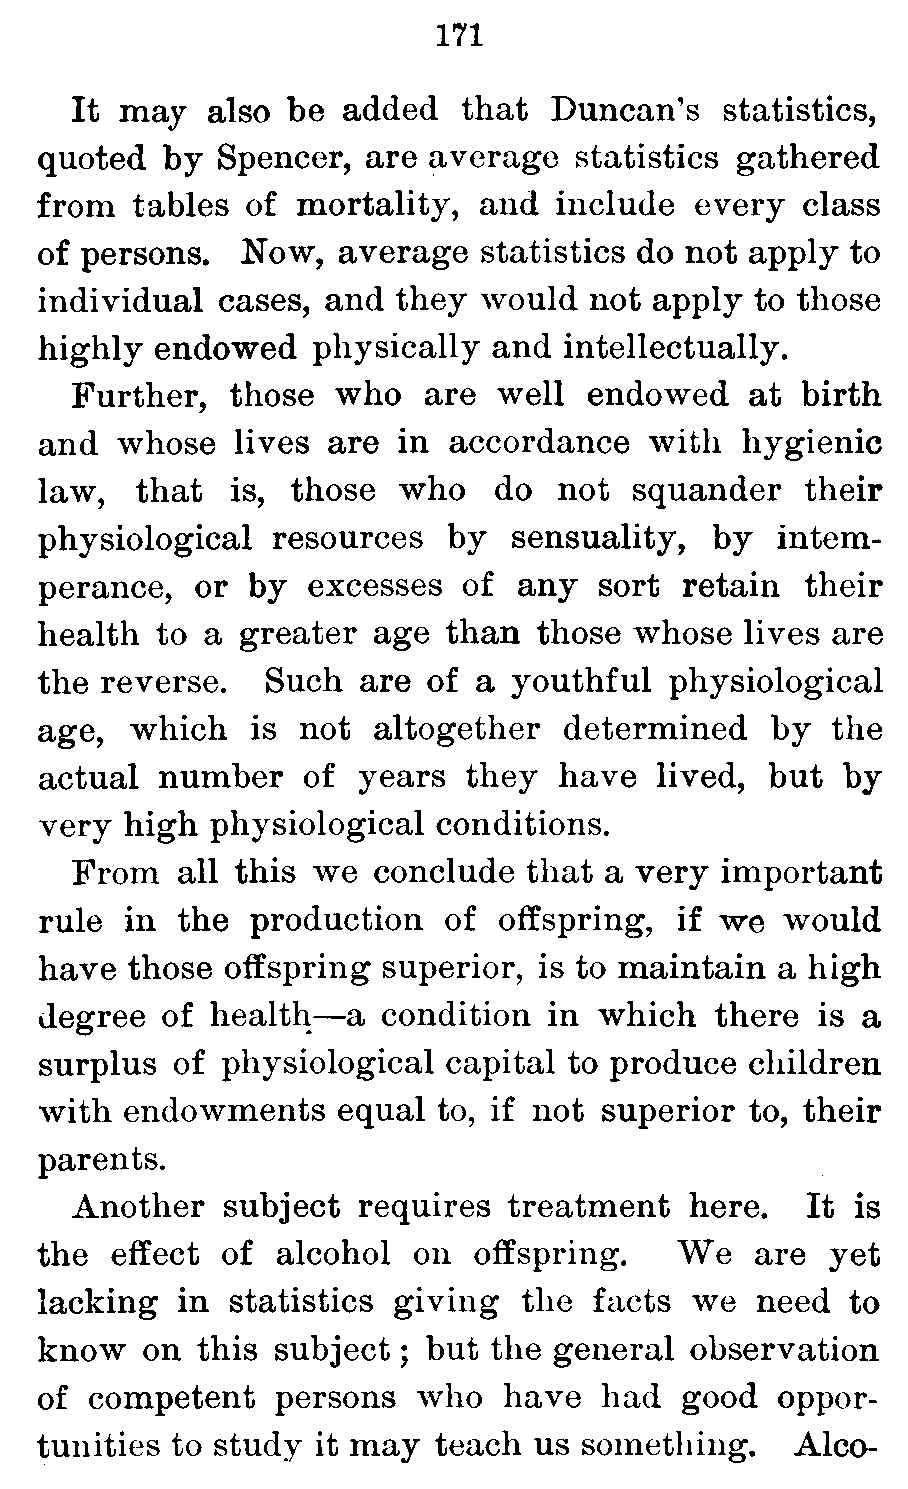 171
It may also be added that Duncan's statistics,
quoted by Spencer, are average statistics gathered
from tables of mortality, and include every class
of persons. Now, average statistics do not apply to
individual cases, and they would not apply to those
highly endowed physically and intellectually.
Further, those who are well endowed at birth
and whose lives are in accordance with hygienic
law, that is, those who do not squander their
physiological resources by sensuality, by intem-
perance, or by excesses of any sort retain their
health to a greater age than those whose lives are
the reverse. Such are of a youthful physiological
age, which is not altogether determined by the
actual number of years they have lived, but by
very high physiological conditions.
From all this we conclude that a very important
rule in the production of offspring, if we would
have those offspring superior, is to maintain a high
degree of health—a condition in which there is a
surplus of physiological capital to produce children
with endowments equal to, if not superior to, their
parents.
Another subject requires treatment here. It is
the effect of alcohol on offspring. We are yet
lacking in statistics giving the facts we need to
know on this subject; but the general observation
of competent persons who have had good oppor-
tunities to study it may teach us something. Alco-